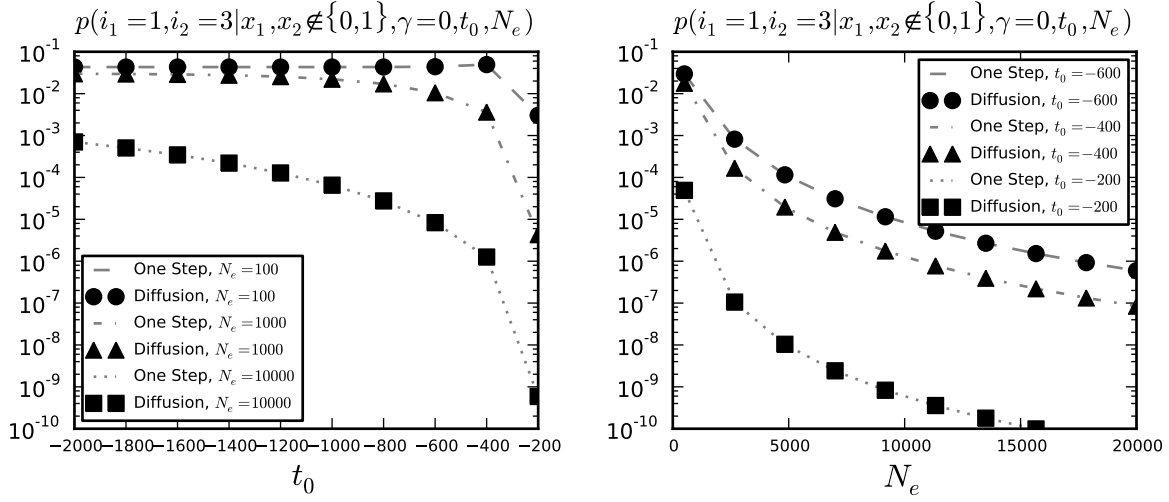 p(i₁=1,i₂=3|x₁,x₂∉{0,1},γ=0,t₀,Nₑ)
10⁻¹
10⁻²
10⁻³
10⁻⁴
10⁻⁵
10⁻⁶
10⁻⁷
10⁻⁸
10⁻⁹
10⁻¹⁰
One Step, Nₑ=100
Diffusion, Nₑ=100
One Step, Nₑ=1000
Diffusion, Nₑ=1000
One Step, Nₑ=10000
Diffusion, Nₑ=10000
−2000 −1800 −1600 −1400 −1200 −1000 −800 −600 −400 −200
t₀
p(i₁=1,i₂=3|x₁,x₂∉{0,1},γ=0,t₀,Nₑ)
10⁻¹
10⁻²
10⁻³
10⁻⁴
10⁻⁵
10⁻⁶
10⁻⁷
10⁻⁸
10⁻⁹
10⁻¹⁰
One Step, t₀=−600
Diffusion, t₀=−600
One Step, t₀=−400
Diffusion, t₀=−400
One Step, t₀=−200
Diffusion, t₀=−200
0 5000 10000 15000 20000
Nₑ